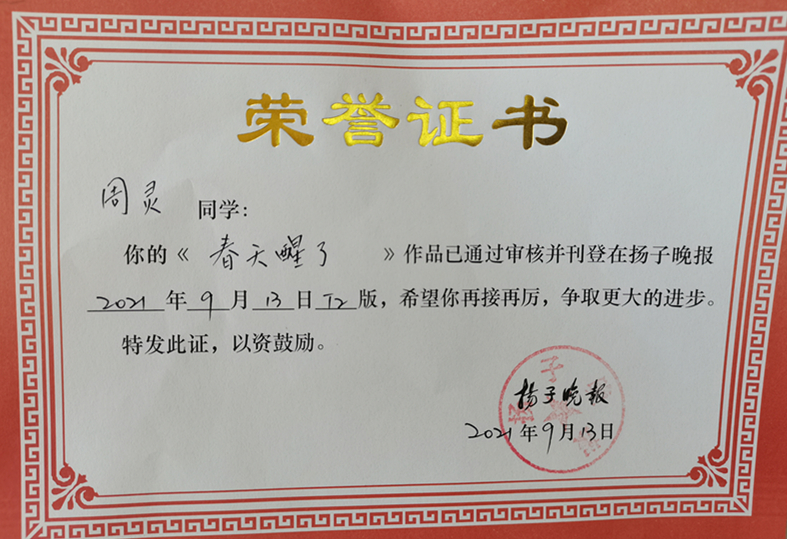 荣誉证书
周灵 同学：
你的《 春天醒了 》作品已通过审核并刊登在扬子晚报
2021 年 9 月 13 日 T2 版，希望你再接再厉，争取更大的进步。
特发此证，以资鼓励。
扬子晚报
2021年9月13日